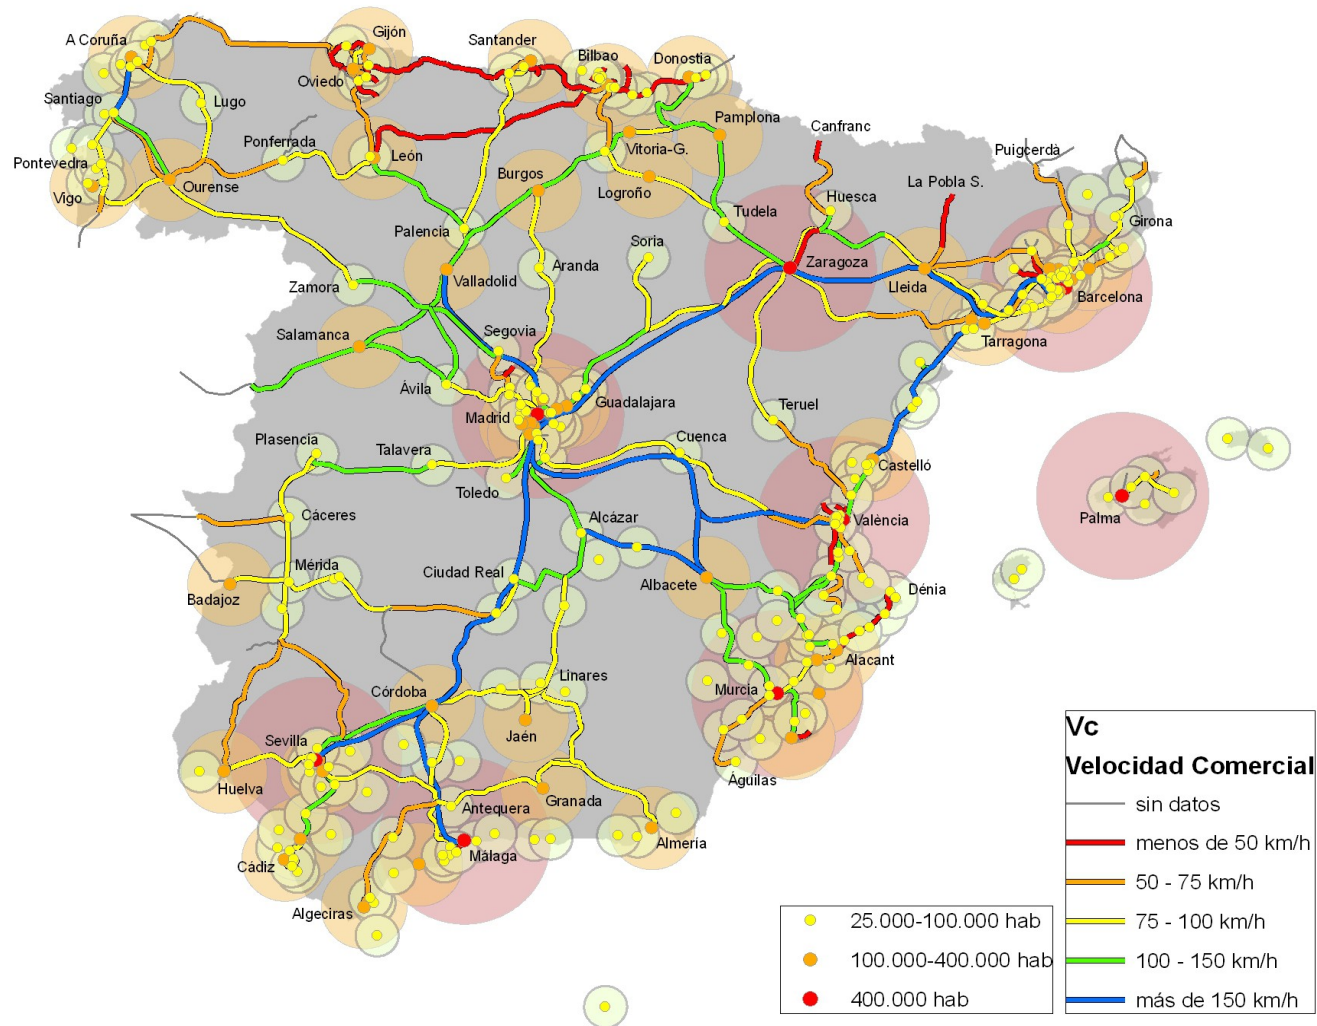 Gijón
A Coruña
Santander
Bilbao
Donostia
Oviedo
Santiago
Lugo
Ponferrada
León
Pamplona
Canfranc
Vitoria-G.
Puigcerdà
Pontevedra
Burgos
La Pobla S.
Ourense
Logroño
Huesca
Vigo
Tudela
Girona
Palencia
Soria
Aranda
Zaragoza
Valladolid
Zamora
Lleida
Barcelona
Salamanca
Segovia
Tarragona
Ávila
Madrid
Guadalajara
Teruel
Plasencia
Talavera
Cuenca
Castelló
Toledo
Cáceres
Alcázar
València
Palma
Mérida
Ciudad Real
Albacete
Dénia
Badajoz
Alacant
Linares
Murcia
Córdoba
Sevilla
Jaén
Águilas
Huelva
Antequera
Granada
Almería
Cádiz
Málaga
Algeciras
25.000-100.000 hab
100.000-400.000 hab
400.000 hab
Vc
Velocidad Comercial
sin datos
menos de 50 km/h
50 - 75 km/h
75 - 100 km/h
100 - 150 km/h
más de 150 km/h